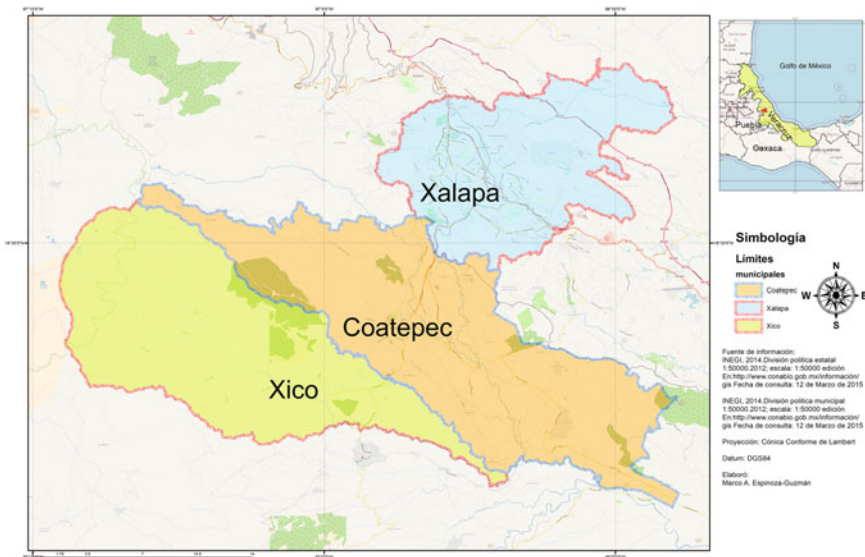 Xalapa
Coatepec
Xico
Golfo de México
Puebla
Veracruz
Oaxaca
Simbología
Límites
municipales
Coatepec
Xalapa
Xico
N
W
E
S
Fuente de información:
INEGI, 2014.División política estatal
1:50000.2012; escala: 1:50000 edición
En:http://www.conabio.gob.mx/información/
gis Fecha de consulta: 12 de Marzo de 2015
INEGI, 2014.División política municipal
1:50000.2012; escala: 1:50000 edición
En:http://www.conabio.gob.mx/información/
gis Fecha de consulta: 12 de Marzo de 2015
Proyección: Cónica Conforme de Lambert
Datum: DGS84
Elaboró:
Marco A. Espinoza-Guzmán